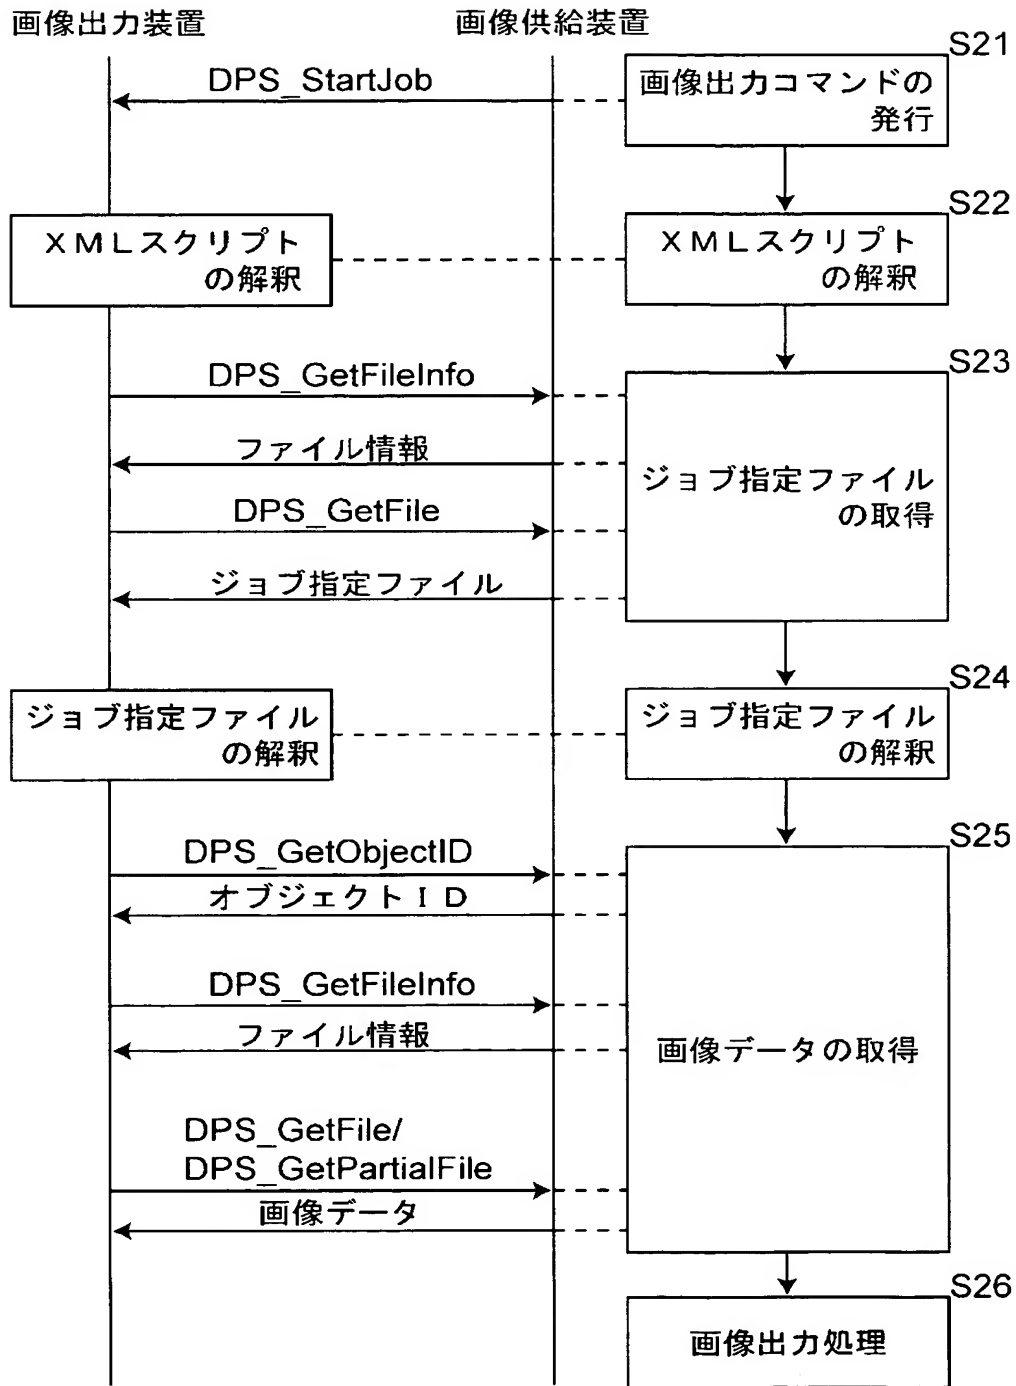 画像出力装置
画像供給装置
S21
DPS_StartJob
画像出力コマンドの
発行
S22
ＸＭＬスクリプト
の解釈
ＸＭＬスクリプト
の解釈
S23
DPS_GetFileInfo
ファイル情報
ジョブ指定ファイル
の取得
DPS_GetFile
ジョブ指定ファイル
S24
ジョブ指定ファイル
の解釈
ジョブ指定ファイル
の解釈
S25
DPS_GetObjectID
オブジェクトＩＤ
DPS_GetFileInfo
ファイル情報
画像データの取得
DPS_GetFile/
DPS_GetPartialFile
画像データ
S26
画像出力処理